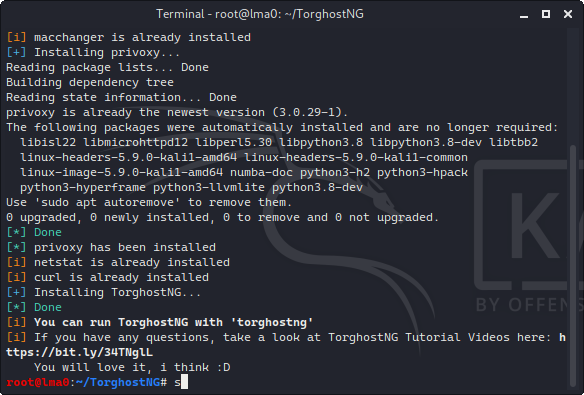 Terminal - root@lma0: ~/TorghostNG
[i] macchanger is already installed
[+] Installing privoxy...
Reading package lists... Done
Building dependency tree
Reading state information... Done
privoxy is already the newest version (3.0.29-1).
The following packages were automatically installed and are no longer required:
  libisl22 libmicrohttpd12 libperl5.30 libpython3.8 libpython3.8-dev libtbb2
  linux-headers-5.9.0-kali1-amd64 linux-headers-5.9.0-kali1-common
  linux-image-5.9.0-kali1-amd64 numba-doc python3-h2 python3-hpack
  python3-hyperframe python3-llvmlite python3.8-dev
Use 'sudo apt autoremove' to remove them.
0 upgraded, 0 newly installed, 0 to remove and 0 not upgraded.
[*] Done
[*] privoxy has been installed
[i] netstat is already installed
[i] curl is already installed
[+] Installing TorghostNG...
[*] Done
[i] You can run TorghostNG with 'torghostng'
[i] If you have any questions, take a look at TorghostNG Tutorial Videos here: h
ttps://bit.ly/34TNglL
    You will love it, i think :D
root@lma0:~/TorghostNG# s
K
BY OFFENS